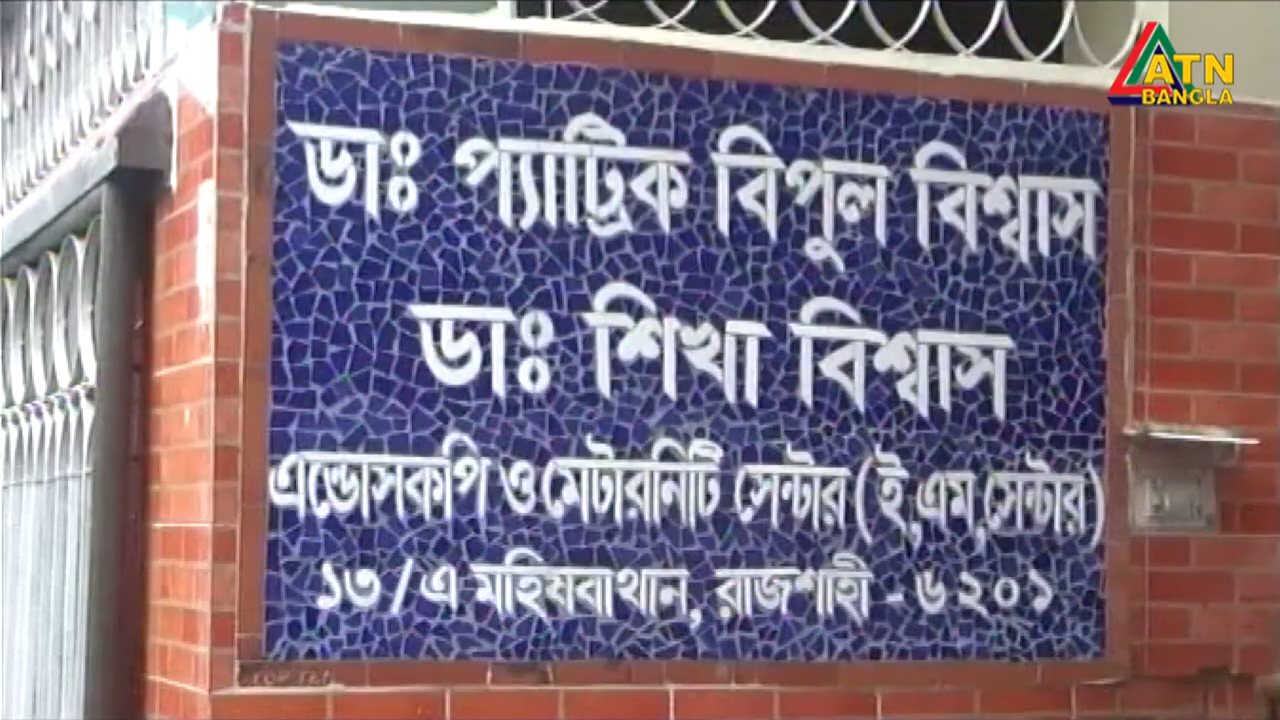 ATN
BANGLA
ডাঃ প্যাট্রিক বিপুল বিশ্বাস
ডাঃ শিখা বিশ্বাস
এন্ডোসকপি ও মেটারনিটি সেন্টার (ই,এম,সেন্টার)
১৩/এ মহিষবাথান, রাজশাহী - ৬২০১